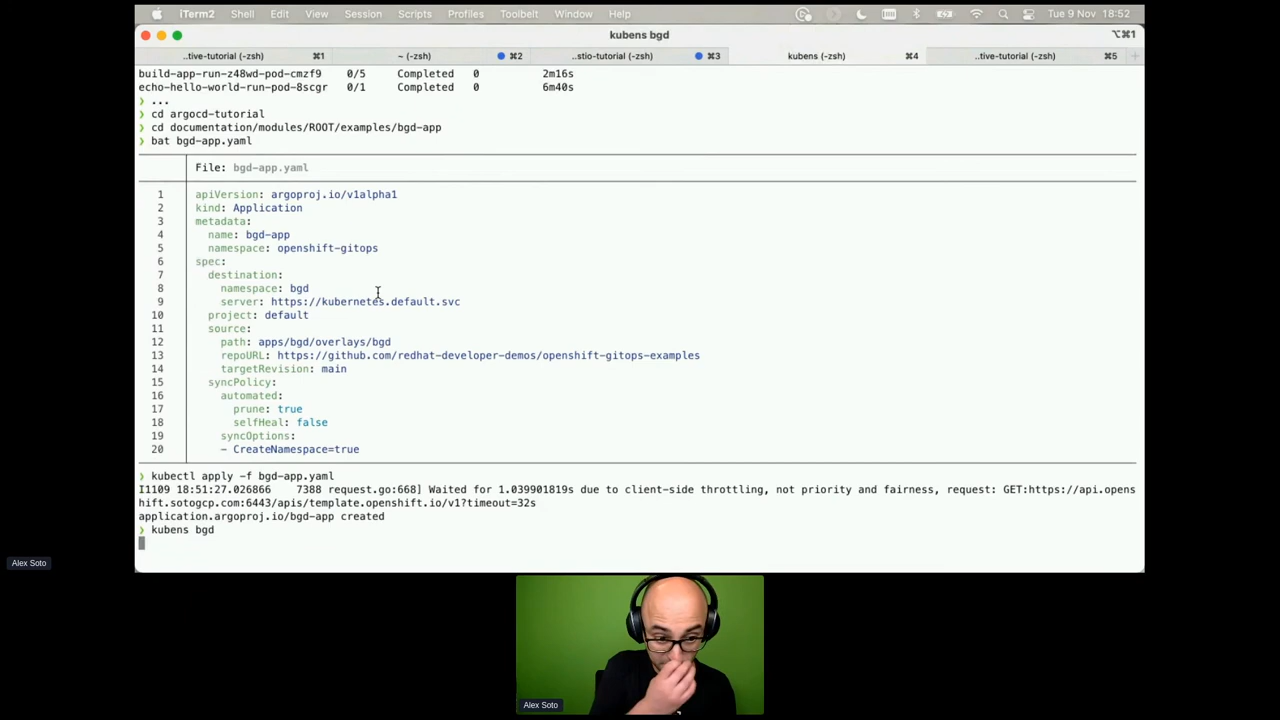 iTerm2 Shell Edit View Session Scripts Profiles Toolbelt Window Help Tue 9 Nov 18:52
kubens bgd ⌥⌘1
..tive-tutorial (-zsh) ⌘1 ~ (-zsh) ⌘2 ..stio-tutorial (-zsh) ⌘3 kubens (-zsh) ⌘4 ..tive-tutorial (-zsh) ⌘5
build-app-run-z48wd-pod-cmzf9 0/5 Completed 0 2m16s
echo-hello-world-run-pod-8scgr 0/1 Completed 0 6m40s
❯ ...
❯ cd argocd-tutorial
❯ cd documentation/modules/ROOT/examples/bgd-app
❯ bat bgd-app.yaml
File: bgd-app.yaml
1 apiVersion: argoproj.io/v1alpha1
2 kind: Application
3 metadata:
4 name: bgd-app
5 namespace: openshift-gitops
6 spec:
7 destination:
8 namespace: bgd
9 server: https://kubernetes.default.svc
10 project: default
11 source:
12 path: apps/bgd/overlays/bgd
13 repoURL: https://github.com/redhat-developer-demos/openshift-gitops-examples
14 targetRevision: main
15 syncPolicy:
16 automated:
17 prune: true
18 selfHeal: false
19 syncOptions:
20 - CreateNamespace=true
❯ kubectl apply -f bgd-app.yaml
I1109 18:51:27.026866 7388 request.go:668] Waited for 1.039901819s due to client-side throttling, not priority and fairness, request: GET:https://api.opens
hift.sotogcp.com:6443/apis/template.openshift.io/v1?timeout=32s
application.argoproj.io/bgd-app created
❯ kubens bgd
Alex Soto
Alex Soto